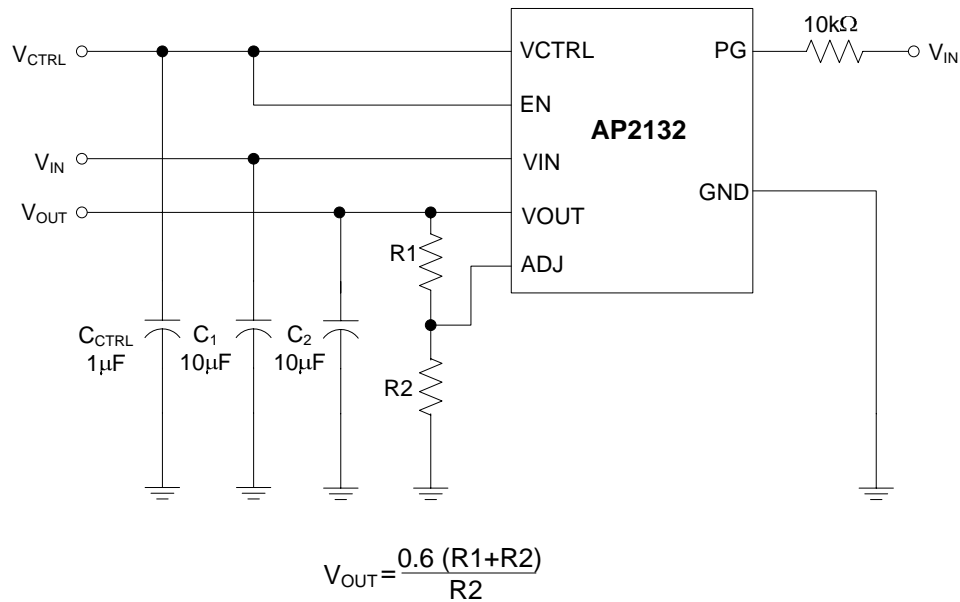 10kΩ
V_CTRL
VCTRL
PG
V_IN
EN
AP2132
V_IN
VIN
GND
V_OUT
VOUT
R1
ADJ
C_CTRL
1μF
C_1
10μF
C_2
10μF
R2
V_OUT = 0.6 (R1+R2)
R2